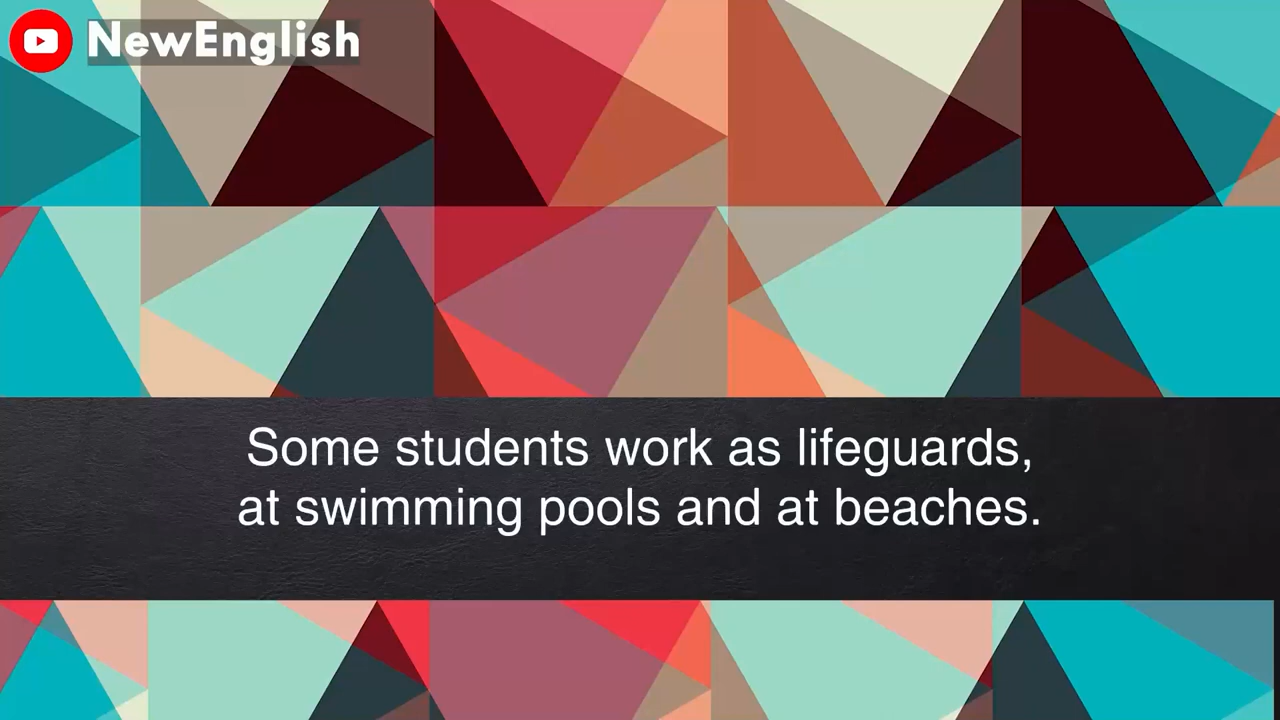 NewEnglish
Some students work as lifeguards,
at swimming pools and at beaches.